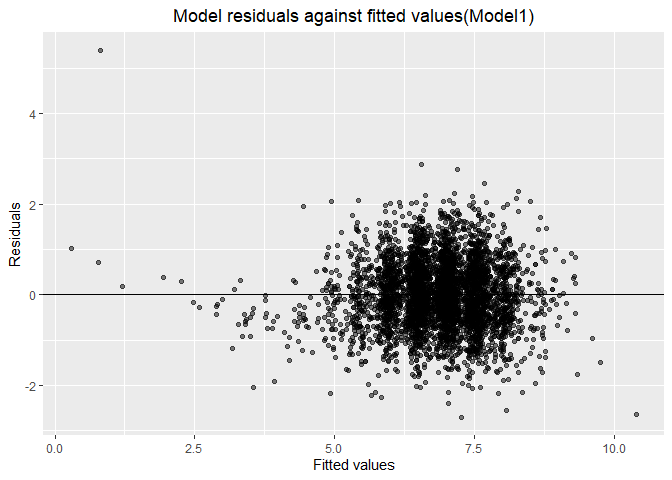 Model residuals against fitted values(Model1)
4
2
0
-2
Residuals
0.0 2.5 5.0 7.5 10.0
Fitted values